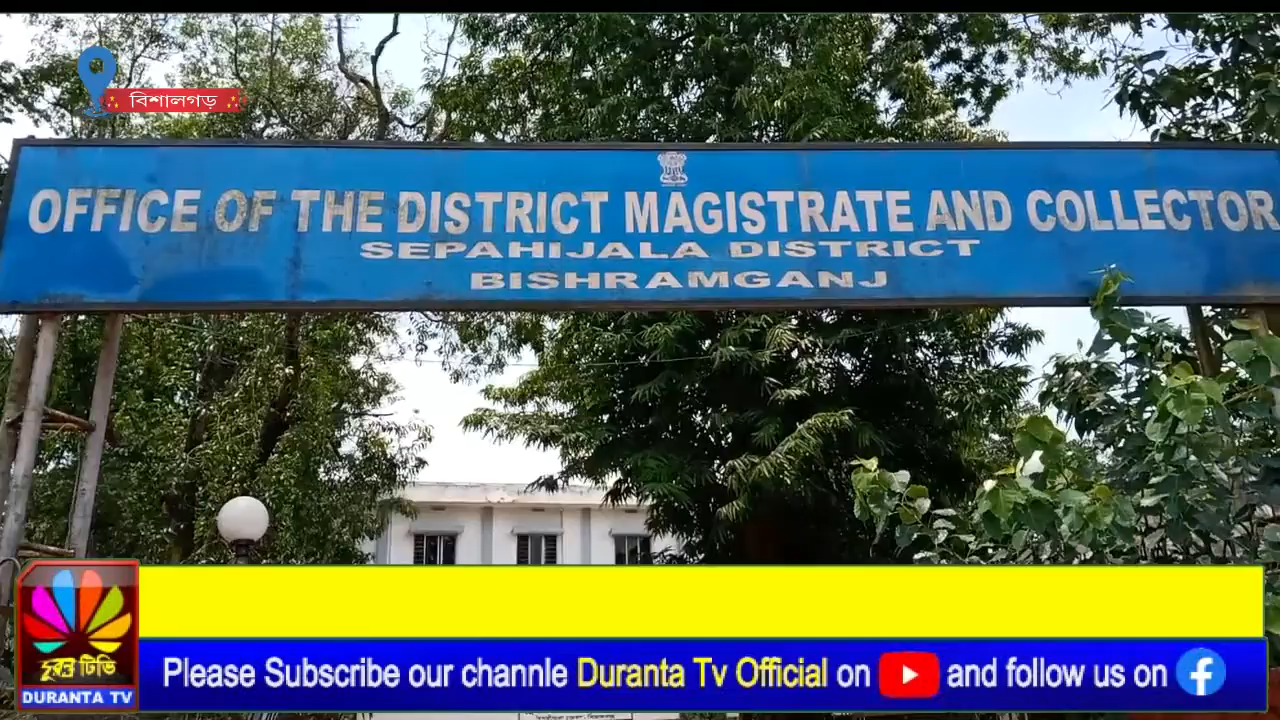 বিশালগড়
OFFICE OF THE DISTRICT MAGISTRATE AND COLLECTOR
SEPAHIJALA DISTRICT
BISHRAMGANJ
দুরন্ত টিভি
DURANTA TV
Please Subscribe our channle Duranta Tv Official on and follow us on